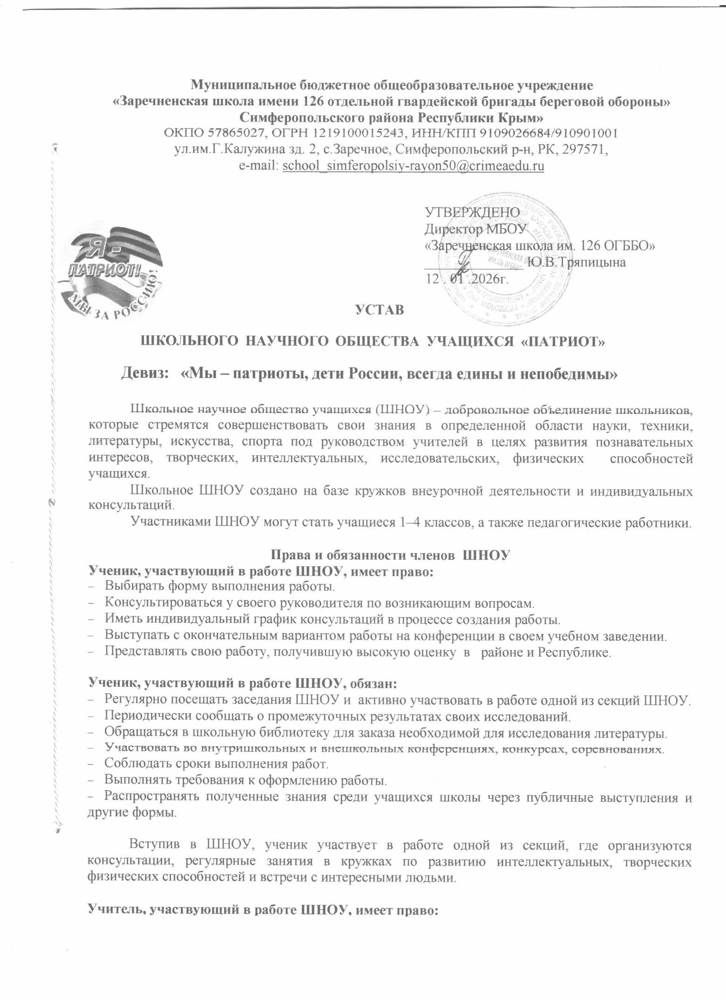 Муниципальное бюджетное общеобразовательное учреждение
«Заречненская школа имени 126 отдельной гвардейской бригады береговой обороны»
Симферопольского района Республики Крым»
ОКПО 57865027, ОГРН 1219100015243, ИНН/КПП 9109026684/910901001
ул.им.Г.Калужина зд. 2, с.Заречное, Симферопольский р-н, РК, 297571,
e-mail: school_simferopolsiy-rayon50@crimeaedu.ru
УТВЕРЖДЕНО
Директор МБОУ
«Заречненская школа им. 126 ОГББО»
Ю.В.Тряпицына
12 . 01 .2026г.
Я -
ПАТРИОТ!
МЫ ЗА РОССИЮ!
УСТАВ
ШКОЛЬНОГО НАУЧНОГО ОБЩЕСТВА УЧАЩИХСЯ «ПАТРИОТ»
Девиз: «Мы – патриоты, дети России, всегда едины и непобедимы»
Школьное научное общество учащихся (ШНОУ) – добровольное объединение школьников,
которые стремятся совершенствовать свои знания в определенной области науки, техники,
литературы, искусства, спорта под руководством учителей в целях развития познавательных
интересов, творческих, интеллектуальных, исследовательских, физических способностей
учащихся.
Школьное ШНОУ создано на базе кружков внеурочной деятельности и индивидуальных
консультаций.
Участниками ШНОУ могут стать учащиеся 1–4 классов, а также педагогические работники.
Права и обязанности членов ШНОУ
Ученик, участвующий в работе ШНОУ, имеет право:
– Выбирать форму выполнения работы.
– Консультироваться у своего руководителя по возникающим вопросам.
– Иметь индивидуальный график консультаций в процессе создания работы.
– Выступать с окончательным вариантом работы на конференции в своем учебном заведении.
– Представлять свою работу, получившую высокую оценку в районе и Республике.
Ученик, участвующий в работе ШНОУ, обязан:
– Регулярно посещать заседания ШНОУ и активно участвовать в работе одной из секций ШНОУ.
– Периодически сообщать о промежуточных результатах своих исследований.
– Обращаться в школьную библиотеку для заказа необходимой для исследования литературы.
– Участвовать во внутришкольных и внешкольных конференциях, конкурсах, соревнованиях.
– Соблюдать сроки выполнения работ.
– Выполнять требования к оформлению работы.
– Распространять полученные знания среди учащихся школы через публичные выступления и
другие формы.
Вступив в ШНОУ, ученик участвует в работе одной из секций, где организуются
консультации, регулярные занятия в кружках по развитию интеллектуальных, творческих
физических способностей и встречи с интересными людьми.
Учитель, участвующий в работе ШНОУ, имеет право: